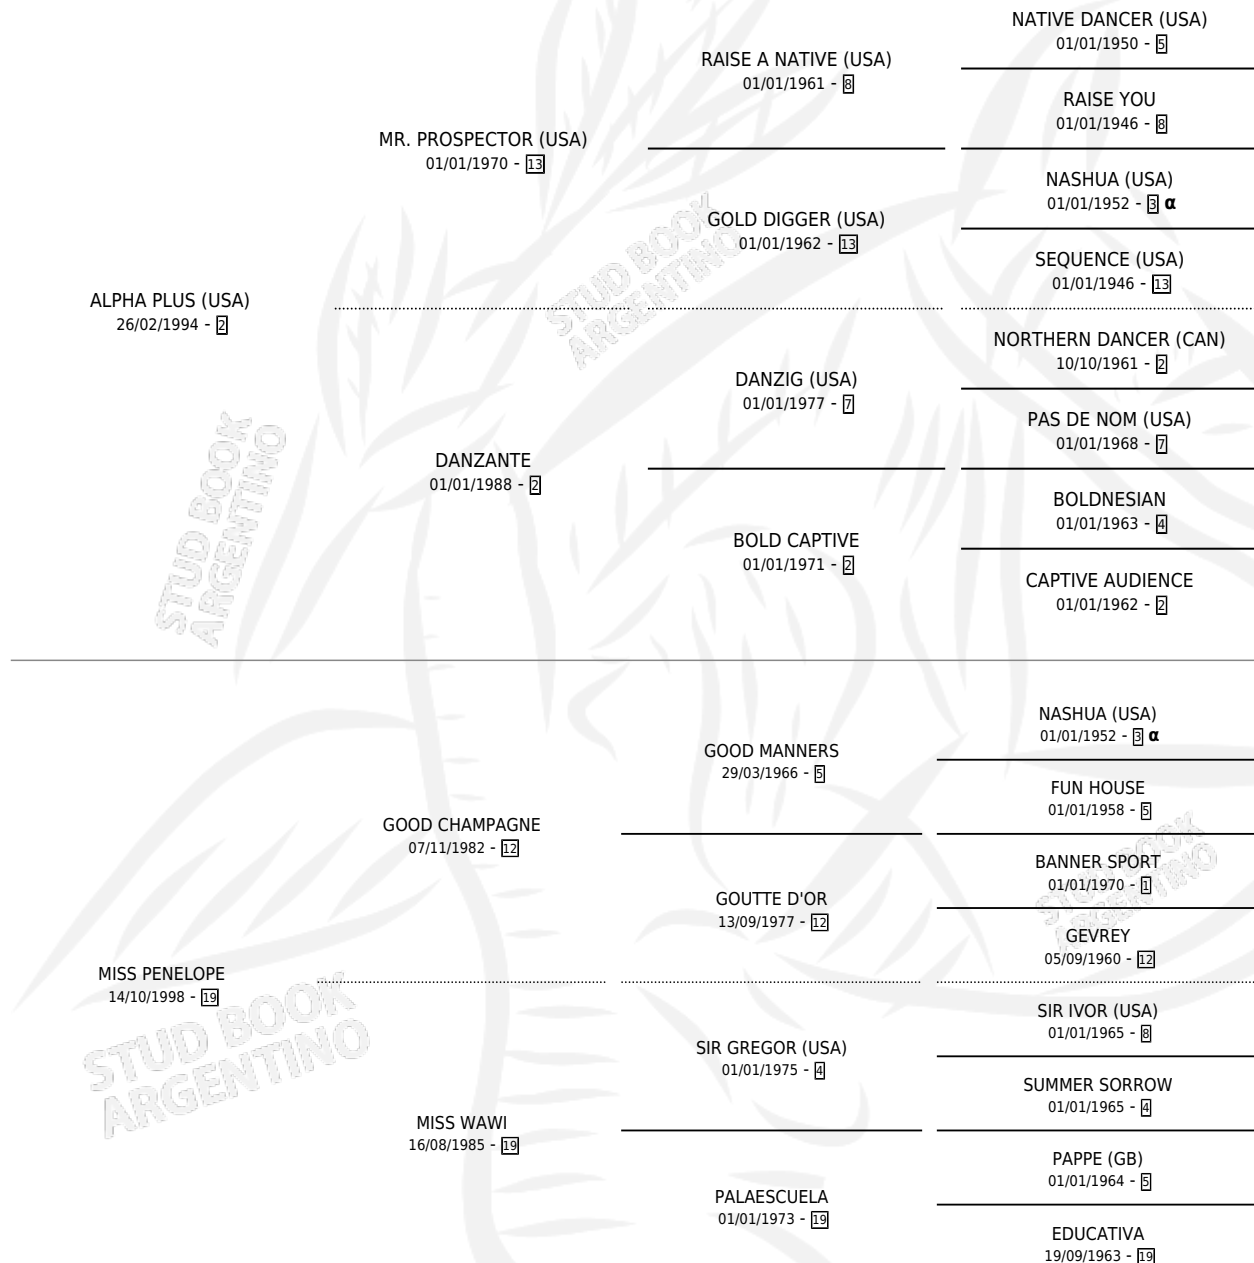 NATIVE DANCER (USA)
01/01/1950 - 5
RAISE A NATIVE (USA)
01/01/1961 - 8
RAISE YOU
01/01/1946 - 8
MR. PROSPECTOR (USA)
01/01/1970 - 13
NASHUA (USA)
01/01/1952 - 3 α
GOLD DIGGER (USA)
01/01/1962 - 13
SEQUENCE (USA)
01/01/1946 - 13
ALPHA PLUS (USA)
26/02/1994 - 2
NORTHERN DANCER (CAN)
10/10/1961 - 2
DANZIG (USA)
01/01/1977 - 7
PAS DE NOM (USA)
01/01/1968 - 7
DANZANTE
01/01/1988 - 2
BOLDNESIAN
01/01/1963 - 4
BOLD CAPTIVE
01/01/1971 - 2
CAPTIVE AUDIENCE
01/01/1962 - 2
NASHUA (USA)
01/01/1952 - 3 α
GOOD MANNERS
29/03/1966 - 5
FUN HOUSE
01/01/1958 - 5
GOOD CHAMPAGNE
07/11/1982 - 12
BANNER SPORT
01/01/1970 - 1
GOUTTE D'OR
13/09/1977 - 12
GEVREY
05/09/1960 - 12
MISS PENELOPE
14/10/1998 - 19
SIR IVOR (USA)
01/01/1965 - 8
SIR GREGOR (USA)
01/01/1975 - 4
SUMMER SORROW
01/01/1965 - 4
MISS WAWI
16/08/1985 - 19
PAPPE (GB)
01/01/1964 - 5
PALAESCUELA
01/01/1973 - 19
EDUCATIVA
19/09/1963 - 19
STUD BOOK
ARGENTINO
STUD BOOK
ARGENTINO
STUD BOOK
ARGENTINO
STUD BOOK
ARGENTINO